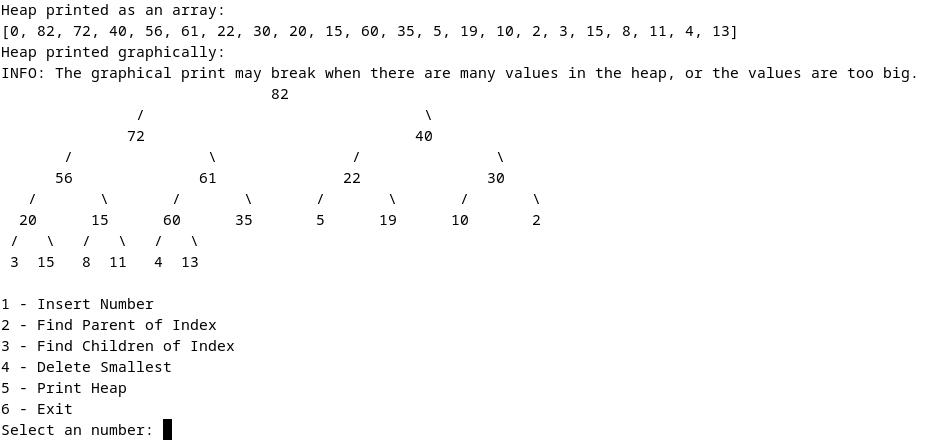 Heap printed as an array:
[0, 82, 72, 40, 56, 61, 22, 30, 20, 15, 60, 35, 5, 19, 10, 2, 3, 15, 8, 11, 4, 13]
Heap printed graphically:
INFO: The graphical print may break when there are many values in the heap, or the values are too big.
                              82
               /                               \
              72                              40
       /               \               /               \
      56              61              22              30
   /       \       /       \       /       \       /       \
  20      15      60      35       5      19      10       2
 /   \   /   \   /   \
 3  15   8  11   4  13
1 - Insert Number
2 - Find Parent of Index
3 - Find Children of Index
4 - Delete Smallest
5 - Print Heap
6 - Exit
Select an number: